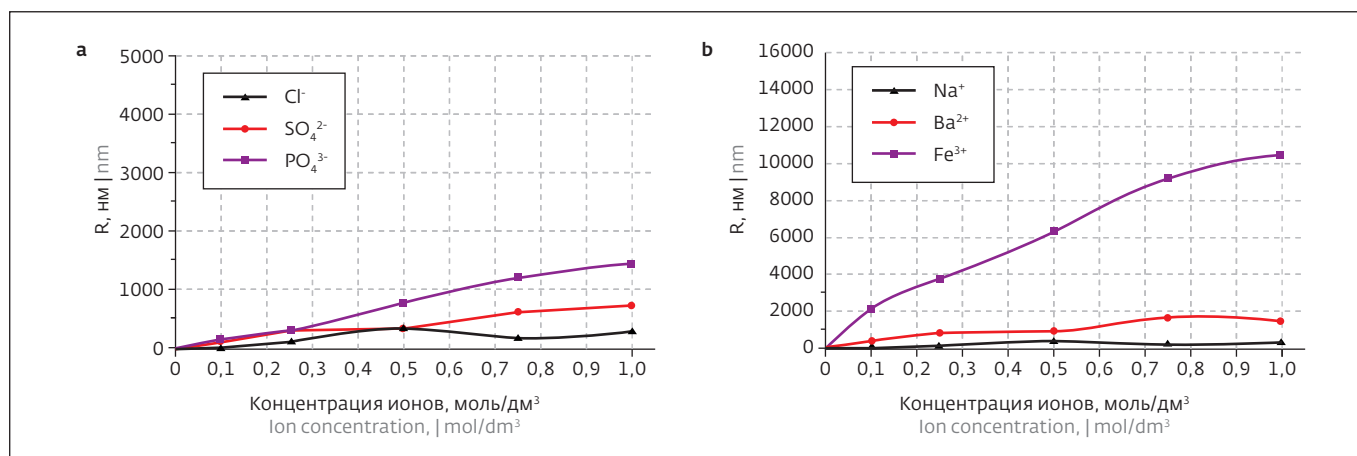 a
5000
4000
3000
2000
1000
0
R, нм | nm
Cl⁻
SO₄²⁻
PO₄³⁻
0 0,1 0,2 0,3 0,4 0,5 0,6 0,7 0,8 0,9 1,0
Концентрация ионов, моль/дм³
Ion concentration, | mol/dm³
b
16000
14000
12000
10000
8000
6000
4000
2000
0
R, нм | nm
Na⁺
Ba²⁺
Fe³⁺
0 0,1 0,2 0,3 0,4 0,5 0,6 0,7 0,8 0,9 1,0
Концентрация ионов, моль/дм³
Ion concentration, | mol/dm³